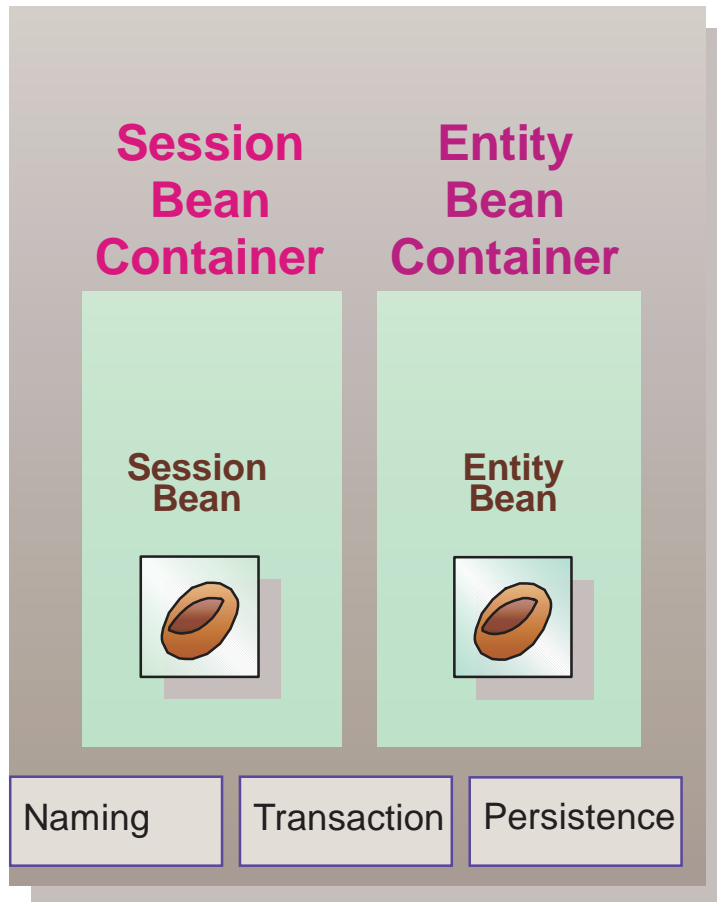 Session
Bean
Container
Entity
Bean
Container
Session
Bean
Entity
Bean
Naming
Transaction
Persistence